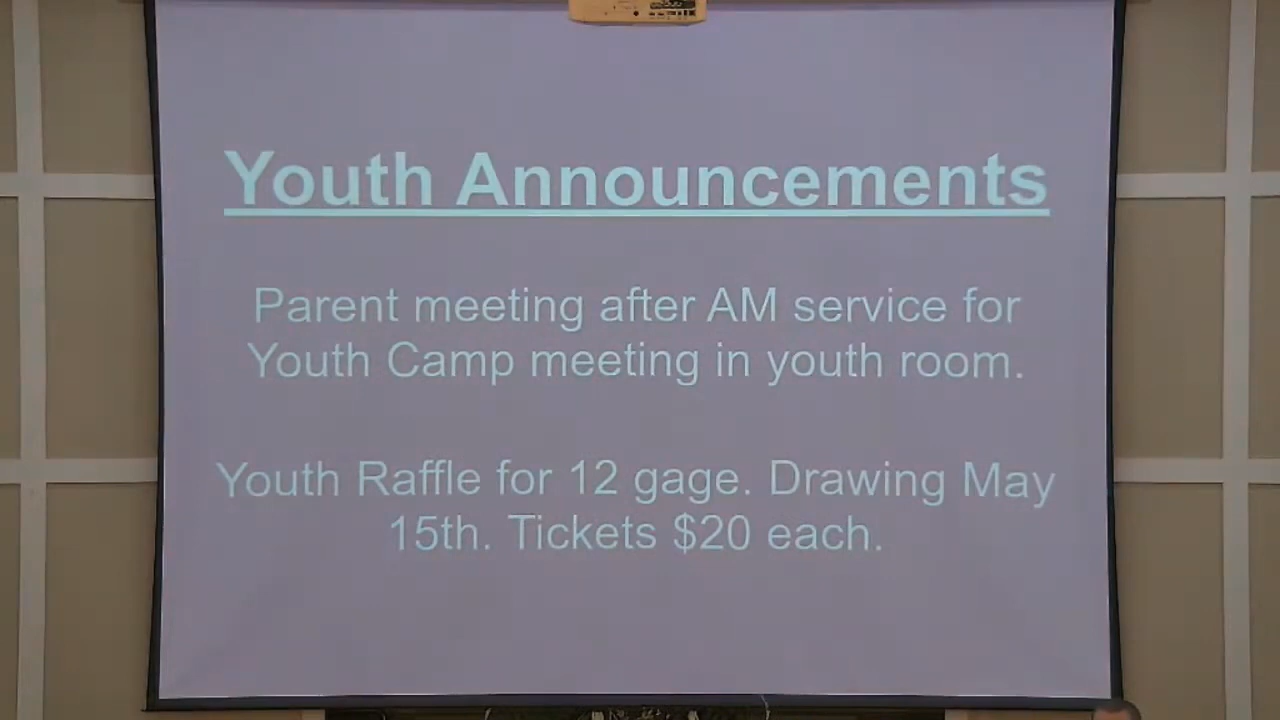 Youth Announcements
Parent meeting after AM service for
Youth Camp meeting in youth room.
Youth Raffle for 12 gage. Drawing May
15th. Tickets $20 each.